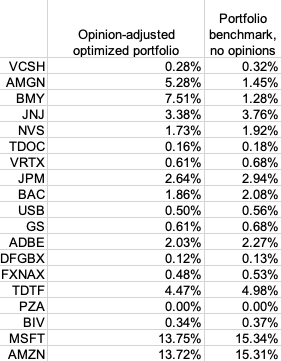 Opinion-adjusted optimized portfolio Portfolio benchmark, no opinions
VCSH 0.28% 0.32%
AMGN 5.28% 1.45%
BMY 7.51% 1.28%
JNJ 3.38% 3.76%
NVS 1.73% 1.92%
TDOC 0.16% 0.18%
VRTX 0.61% 0.68%
JPM 2.64% 2.94%
BAC 1.86% 2.08%
USB 0.50% 0.56%
GS 0.61% 0.68%
ADBE 2.03% 2.27%
DFGBX 0.12% 0.13%
FXNAX 0.48% 0.53%
TDTF 4.47% 4.98%
PZA 0.00% 0.00%
BIV 0.34% 0.37%
MSFT 13.75% 15.34%
AMZN 13.72% 15.31%